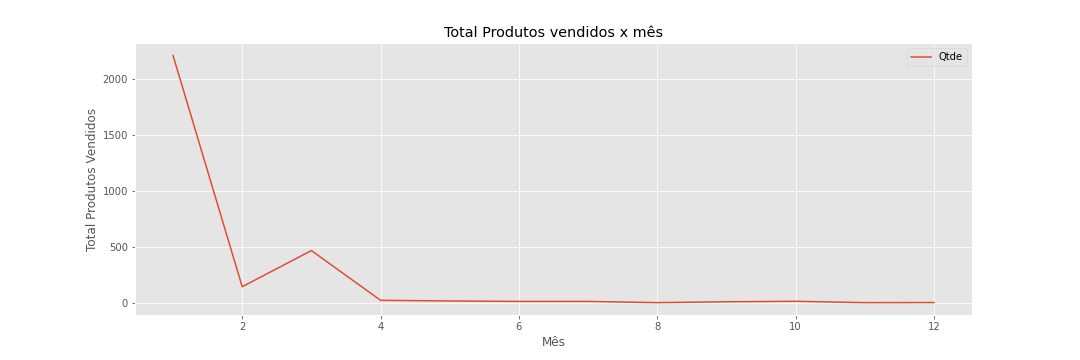 Total Produtos vendidos x mês
Qtde
Total Produtos Vendidos
2000
1500
1000
500
0
2 4 6 8 10 12
Mês